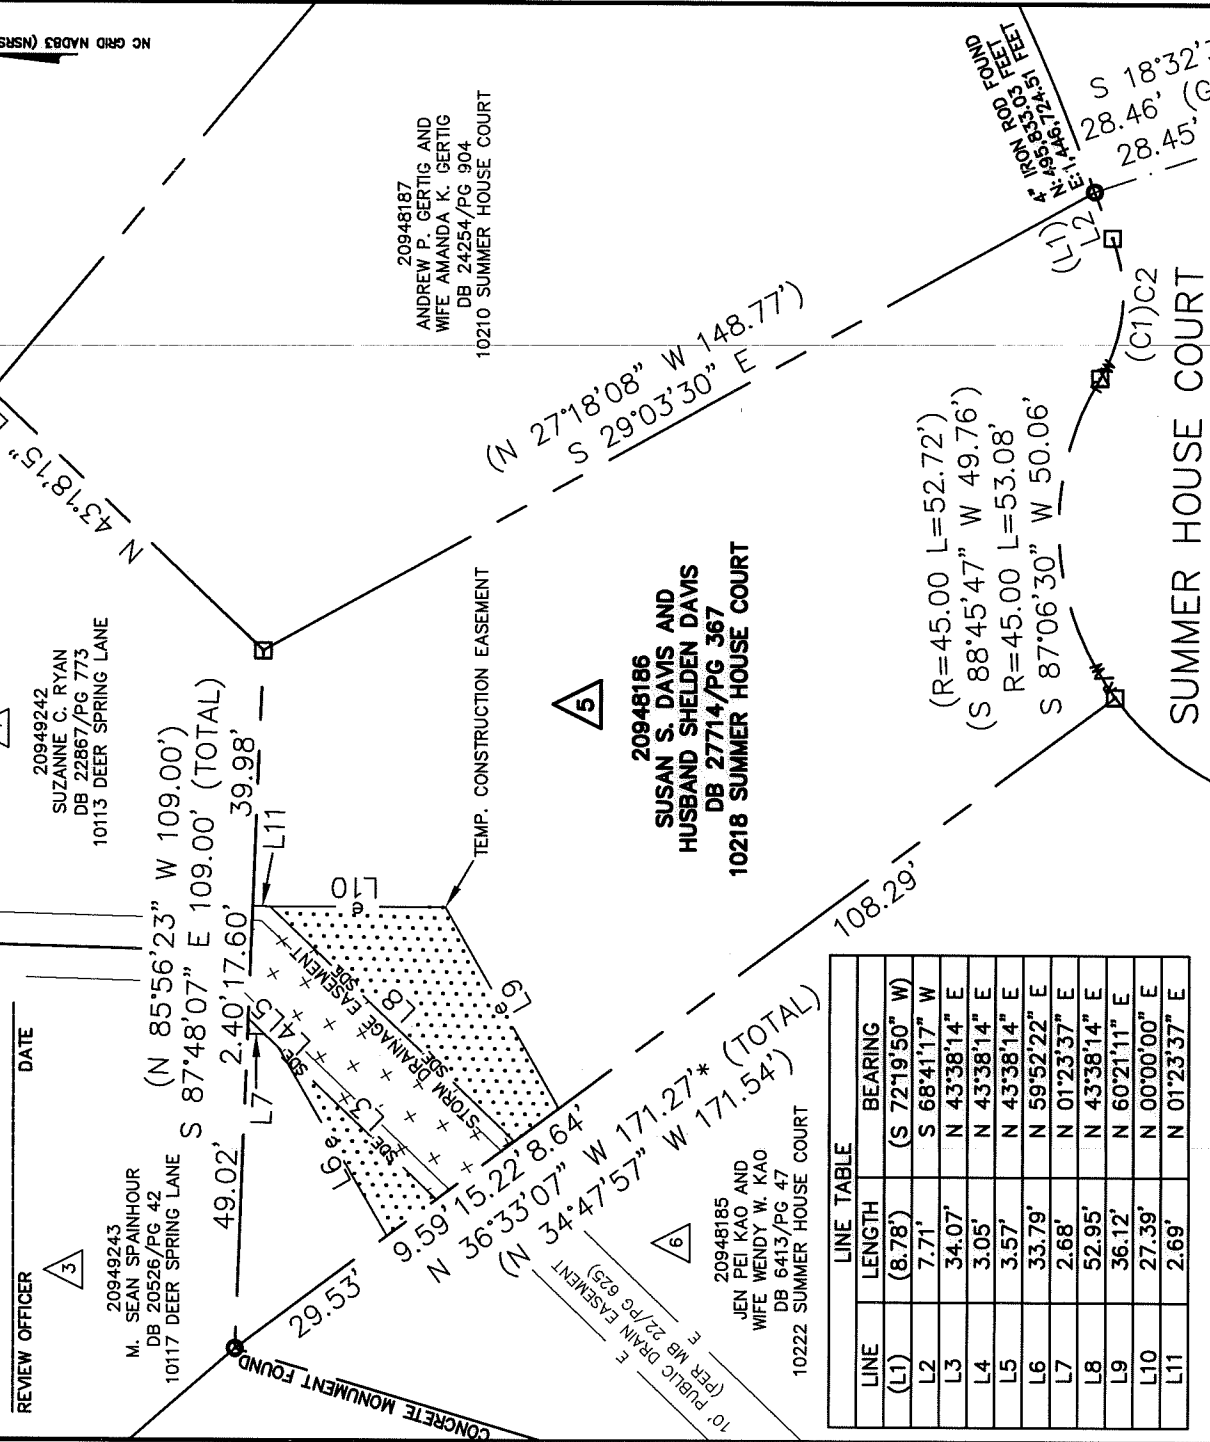 NC GRID NAD83 (NSRS
REVIEW OFFICER DATE
3
20949243
M. SEAN SPAINHOUR
DB 20526/PG 42
10117 DEER SPRING LANE
20949242
SUZANNE C. RYAN
DB 22867/PG 773
10113 DEER SPRING LANE
N 43°18'15"
20948187
ANDREW P. GERTIG AND
WIFE AMANDA K. GERTIG
DB 24254/PG 904
10210 SUMMER HOUSE COURT
4" IRON ROD FOUND
N:495,833.03 FEET
E:1,446,724.51 FEET
S 18°32'
28.46' (G
28.45'
(N 85°56'23" W 109.00')
S 87°48'07" E 109.00' (TOTAL)
49.02'
2.40'
17.60'
39.98'
L7
L4
L5
L11
L3
L6
L8
L9
L10
e
e
e
SDE
SDE
SDE
SDE
STORM DRAINAGE EASEMENT
TEMP. CONSTRUCTION EASEMENT
(N 27°18'08" W 148.77')
S 29°03'30" E
5
20948186
SUSAN S. DAVIS AND
HUSBAND SHELDEN DAVIS
DB 27714/PG 367
10218 SUMMER HOUSE COURT
29.53'
9.59'
15.22'
8.64'
108.29'
N 36°33'07" W 171.27'* (TOTAL)
(N 34°47'57" W 171.54')
CONCRETE MONUMENT FOUND
10' PUBLIC DRAIN EASEMENT
(PER MB 22/PG 625)
E
E
6
20948185
JEN PEI KAO AND
WIFE WENDY W. KAO
DB 6413/PG 47
10222 SUMMER HOUSE COURT
(R=45.00 L=52.72')
(S 88°45'47" W 49.76')
R=45.00 L=53.08'
S 87°06'30" W 50.06'
(L1)
L2
(C1)C2
R/W
SUMMER HOUSE COURT
LINE TABLE
LINE LENGTH BEARING
(L1) (8.78') (S 72°19'50" W)
L2 7.71' S 68°41'17" W
L3 34.07' N 43°38'14" E
L4 3.05' N 43°38'14" E
L5 3.57' N 43°38'14" E
L6 33.79' N 59°52'22" E
L7 2.68' N 01°23'37" E
L8 52.95' N 43°38'14" E
L9 36.12' N 60°21'11" E
L10 27.39' N 00°00'00" E
L11 2.69' N 01°23'37" E